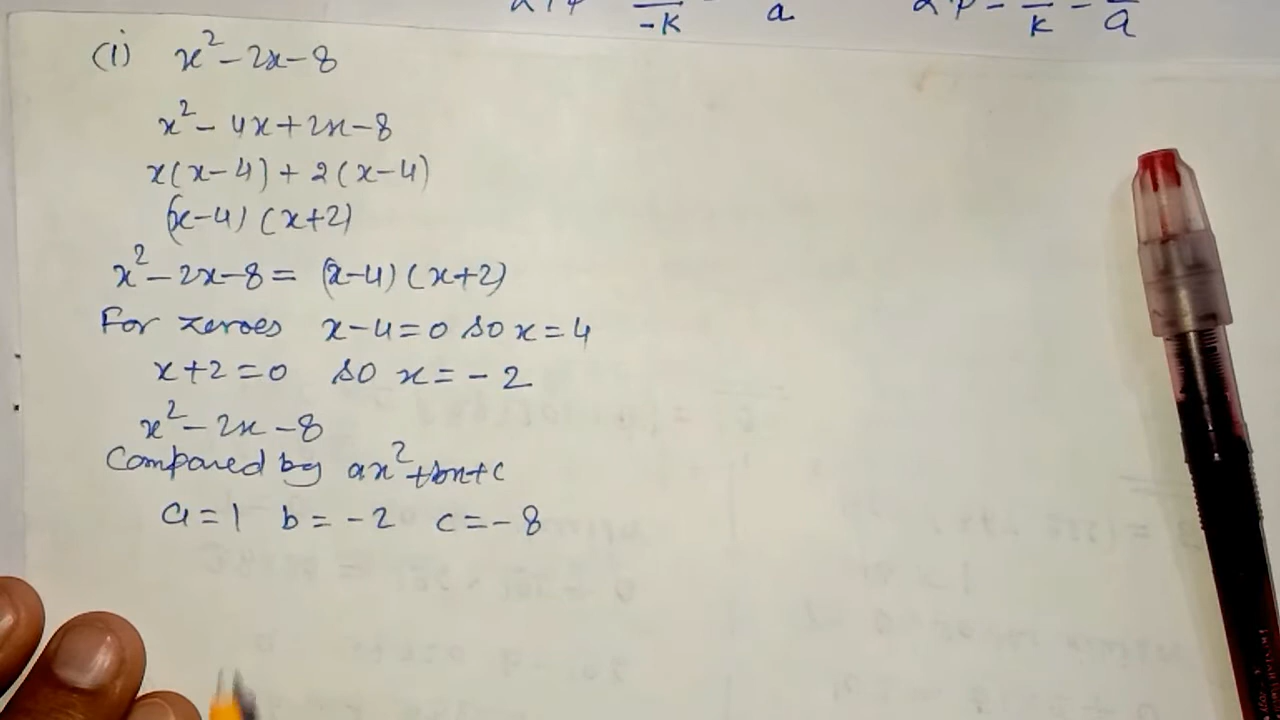 -K a k a
(i) x² - 2x - 8
x² - 4x + 2x - 8
x(x-4) + 2(x-4)
(x-4) (x+2)
x² - 2x - 8 = (x-4) (x+2)
For zeroes x-4=0 so x=4
x+2=0 so x=-2
x² - 2x - 8
Compared by ax²+bx+c
a=1 b=-2 c=-8